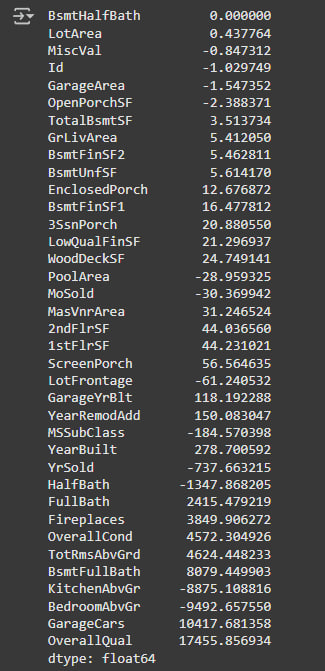 BsmtHalfBath 0.000000
LotArea 0.437764
MiscVal -0.847312
Id -1.029749
GarageArea -1.547352
OpenPorchSF -2.388371
TotalBsmtSF 3.513734
GrLivArea 5.412050
BsmtFinSF2 5.462811
BsmtUnfSF 5.614170
EnclosedPorch 12.676872
BsmtFinSF1 16.477812
3SsnPorch 20.880550
LowQualFinSF 21.296937
WoodDeckSF 24.749141
PoolArea -28.959325
MoSold -30.369942
MasVnrArea 31.246524
2ndFlrSF 44.036560
1stFlrSF 44.231021
ScreenPorch 56.564635
LotFrontage -61.240532
GarageYrBlt 118.192288
YearRemodAdd 150.083047
MSSubClass -184.570398
YearBuilt 278.700592
YrSold -737.663215
HalfBath -1347.868205
FullBath 2415.479219
Fireplaces 3849.906272
OverallCond 4572.304926
TotRmsAbvGrd 4624.448233
BsmtFullBath 8079.449903
KitchenAbvGr -8875.108816
BedroomAbvGr -9492.657550
GarageCars 10417.681358
OverallQual 17455.856934
dtype: float64